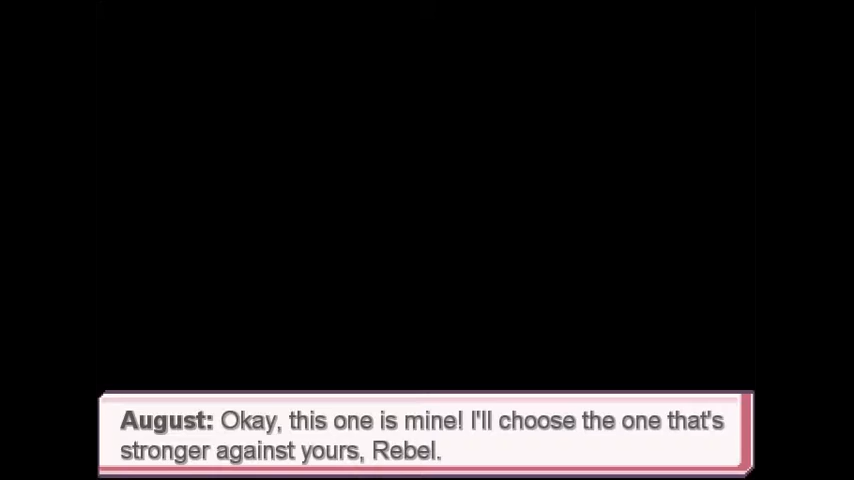 August: Okay, this one is mine! I'll choose the one that's
stronger against yours, Rebel.